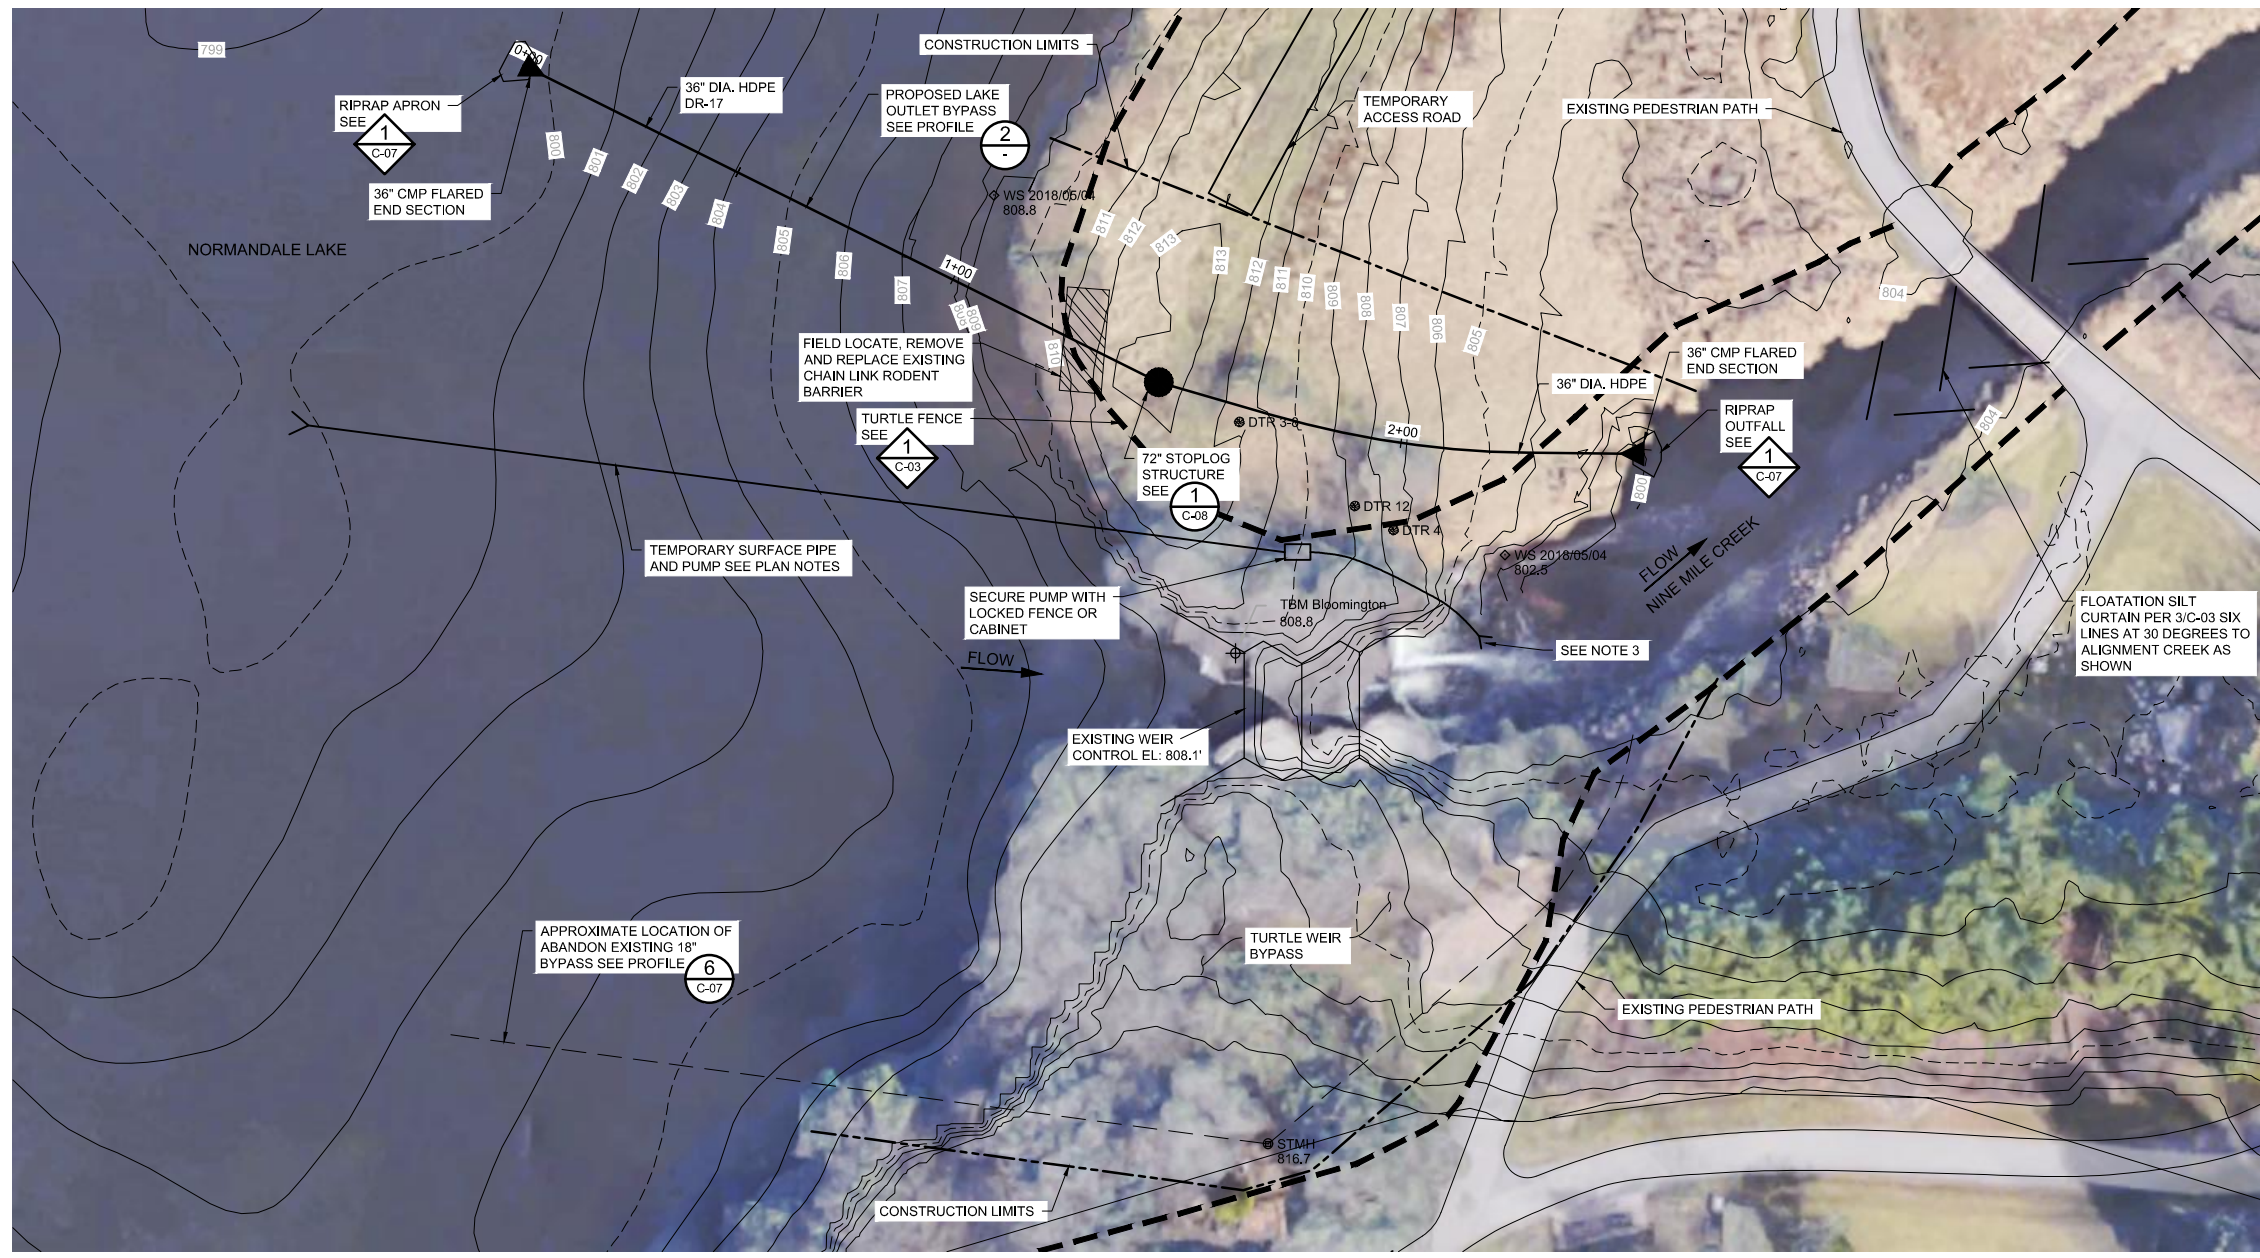 799
0+00
RIPRAP APRON
SEE
1
C-07
36" CMP FLARED
END SECTION
36" DIA. HDPE
DR-17
PROPOSED LAKE
OUTLET BYPASS
SEE PROFILE
2
-
CONSTRUCTION LIMITS
TEMPORARY
ACCESS ROAD
EXISTING PEDESTRIAN PATH
NORMANDALE LAKE
800
801
802
803
804
805
806
807
808
809
810
WS 2018/05/04
808.8
1+00
811
812
813
813
812
811
810
809
808
807
806
805
804
FIELD LOCATE, REMOVE
AND REPLACE EXISTING
CHAIN LINK RODENT
BARRIER
TURTLE FENCE
SEE
1
C-03
72" STOPLOG
STRUCTURE
SEE
1
C-08
DTR 3-8
2+00
36" DIA. HDPE
36" CMP FLARED
END SECTION
RIPRAP
OUTFALL
SEE
1
C-07
800
804
DTR 12
DTR 4
WS 2018/05/04
802.5
FLOW
NINE MILE CREEK
TEMPORARY SURFACE PIPE
AND PUMP SEE PLAN NOTES
SECURE PUMP WITH
LOCKED FENCE OR
CABINET
TBM Bloomington
808.8
SEE NOTE 3
FLOW
FLOATATION SILT
CURTAIN PER 3/C-03 SIX
LINES AT 30 DEGREES TO
ALIGNMENT CREEK AS
SHOWN
EXISTING WEIR
CONTROL EL: 808.1'
APPROXIMATE LOCATION OF
ABANDON EXISTING 18"
BYPASS SEE PROFILE
6
C-07
TURTLE WEIR
BYPASS
EXISTING PEDESTRIAN PATH
STMH
816.7
CONSTRUCTION LIMITS